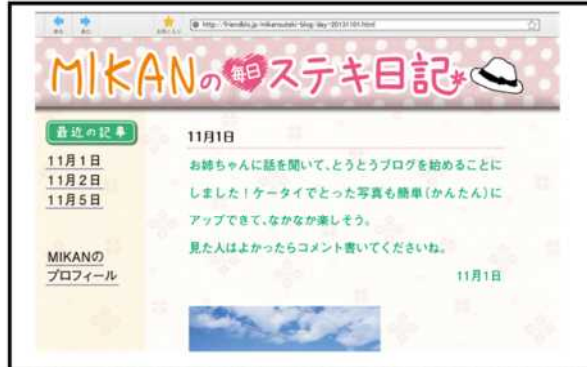 MIKANの毎日ステキ日記
最近の記事
11月1日
11月2日
11月5日
MIKANの
プロフィール
11月1日
お姉ちゃんに話を聞いて、とうとうブログを始めることに
しました！ケータイでとった写真も簡単(かんたん)に
アップできて、なかなか楽しそう。
見た人はよかったらコメント書いてくださいね。
11月1日